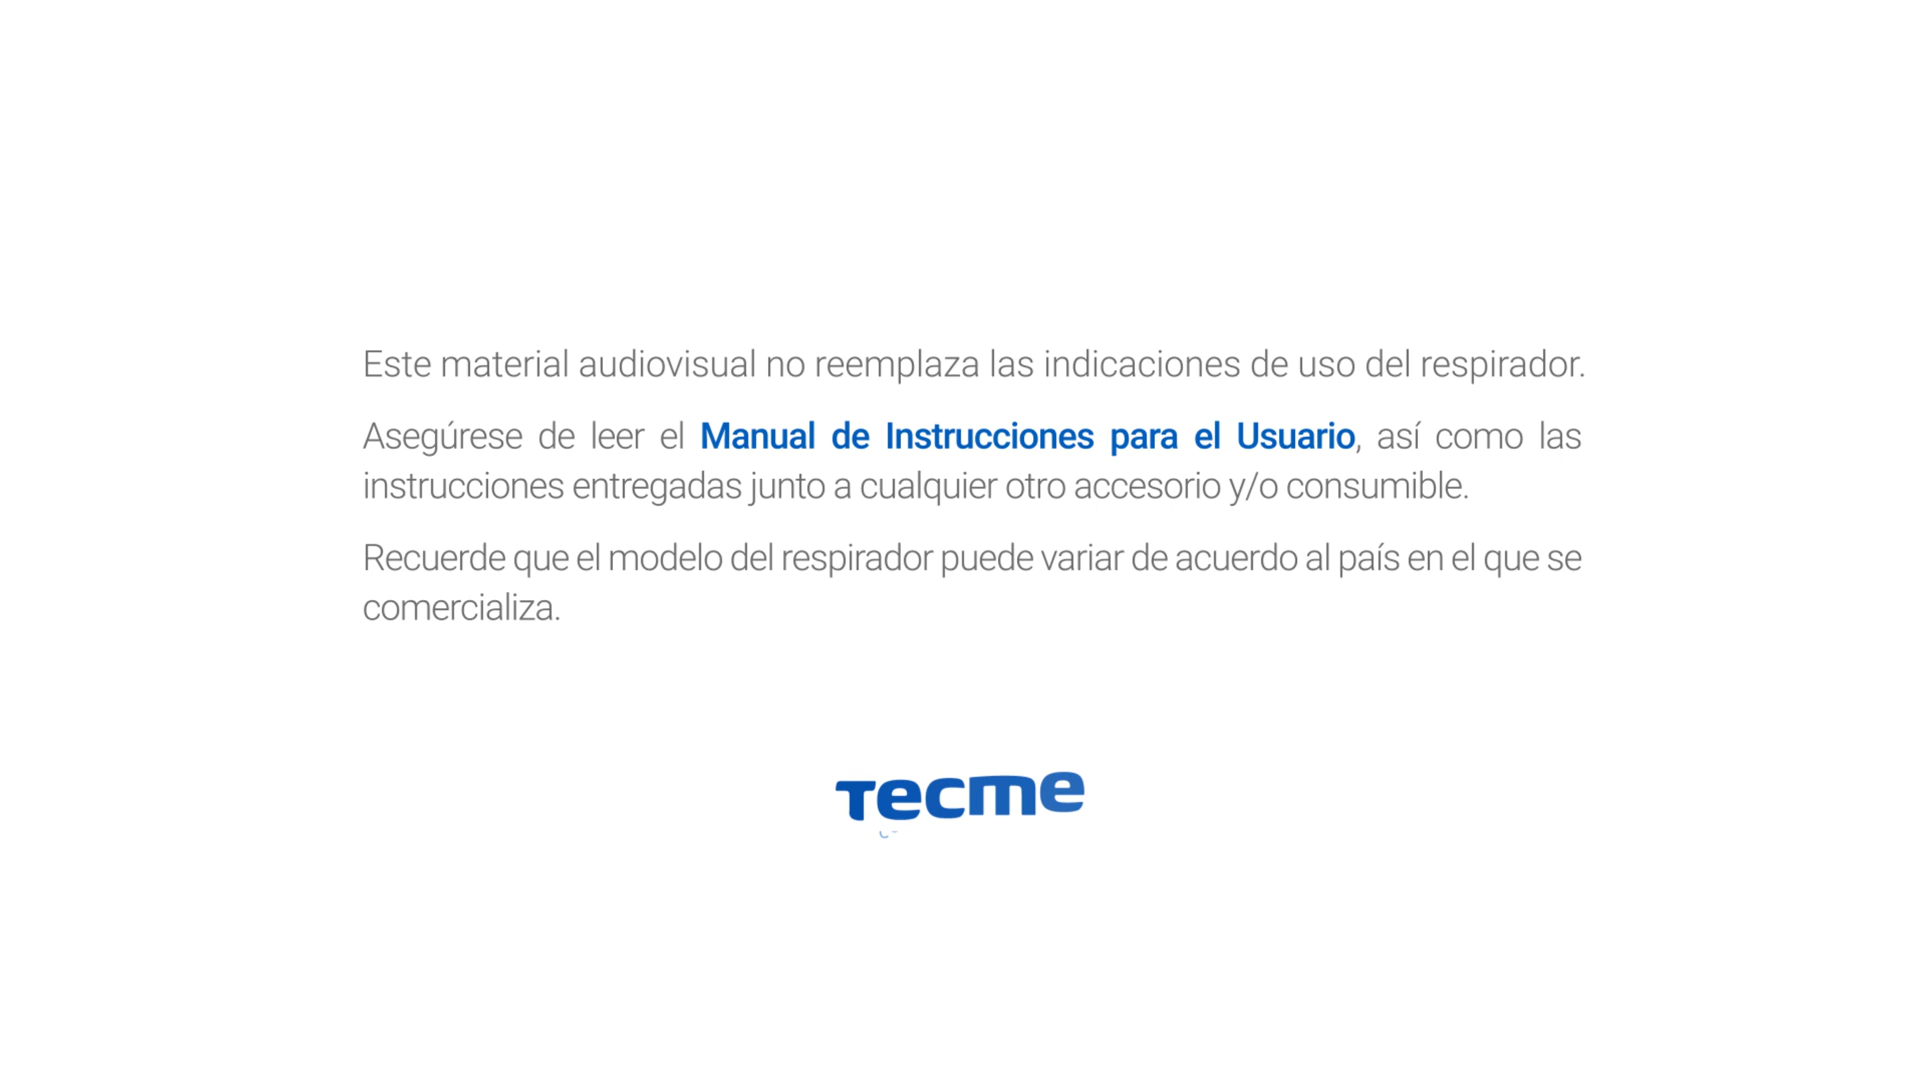 Este material audiovisual no reemplaza las indicaciones de uso del respirador.
Asegúrese de leer el Manual de Instrucciones para el Usuario, así como las
instrucciones entregadas junto a cualquier otro accesorio y/o consumible.
Recuerde que el modelo del respirador puede variar de acuerdo al país en el que se
comercializa.
Tecme